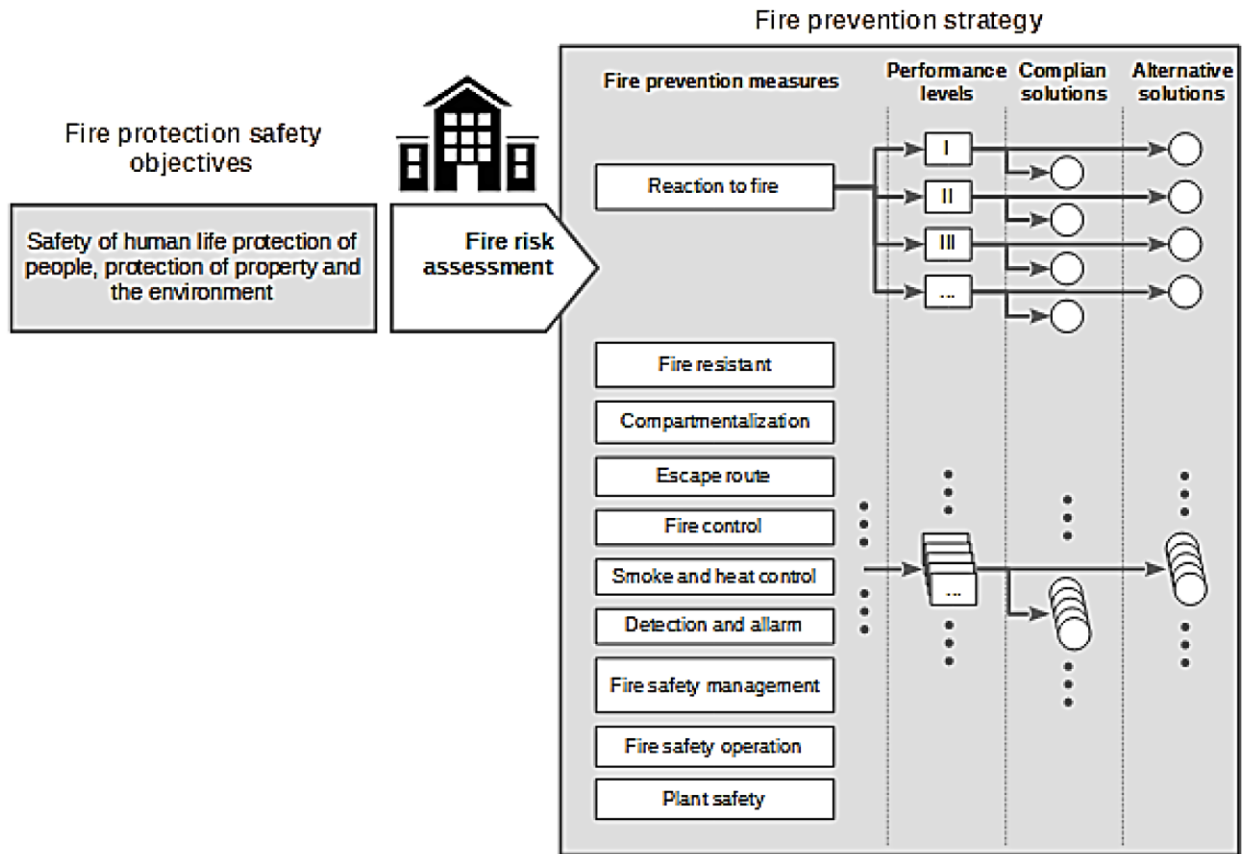 Fire prevention strategy
Fire protection safety
objectives
Safety of human life protection of
people, protection of property and
the environment
Fire risk
assessment
Fire prevention measures
Performance
levels
Complian
solutions
Alternative
solutions
Reaction to fire
I
II
III
...
Fire resistant
Compartmentalization
Escape route
Fire control
Smoke and heat control
Detection and allarm
Fire safety management
Fire safety operation
Plant safety
...